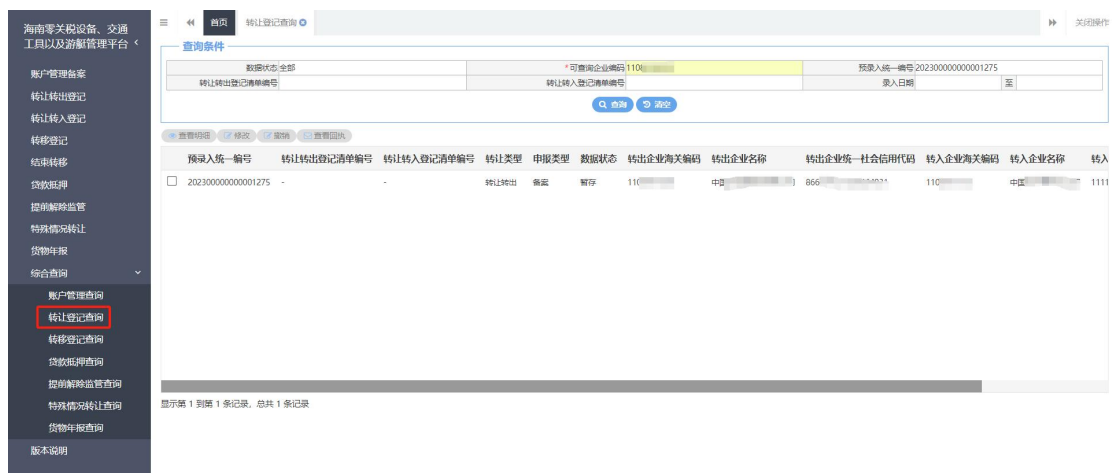 海南零关税设备、交通
工具以及游艇管理平台
账户管理备案
转让转出登记
转让转入登记
转移登记
结束转移
贷款抵押
提前解除监管
特殊情况转让
货物年报
综合查询
账户管理查询
转让登记查询
转移登记查询
贷款抵押查询
提前解除监管查询
特殊情况转让查询
货物年报查询
版本说明
首页 转让登记查询 关闭操作
查询条件
数据状态 全部 *可查询企业编码 110 预录入统一编号 202300000000001275
转让转出登记清单编号 转让转入登记清单编号 录入日期 至
查询 清空
查看明细 修改 撤销 查看回执
预录入统一编号 转让转出登记清单编号 转让转入登记清单编号 转让类型 申报类型 数据状态 转出企业海关编码 转出企业名称 转出企业统一社会信用代码 转入企业海关编码 转入企业名称 转入
202300000000001275 - - 转让转出 备案 暂存 110 中国 866 110 中国 1111
显示第 1 到第 1 条记录，总共 1 条记录